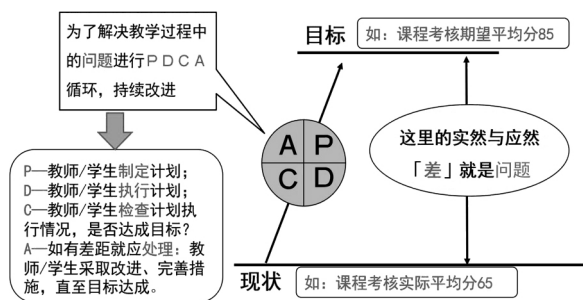 为了解决教学过程中
的问题进行PDCA
循环，持续改进
目标
如：课程考核期望平均分85
A P
C D
这里的实然与应然
「差」就是问题
P—教师/学生制定计划；
D—教师/学生执行计划；
C—教师/学生检查计划执
行情况，是否达成目标？
A—如有差距就应处理：教
师/学生采取改进、完善措
施，直至目标达成。
现状
如：课程考核实际平均分65